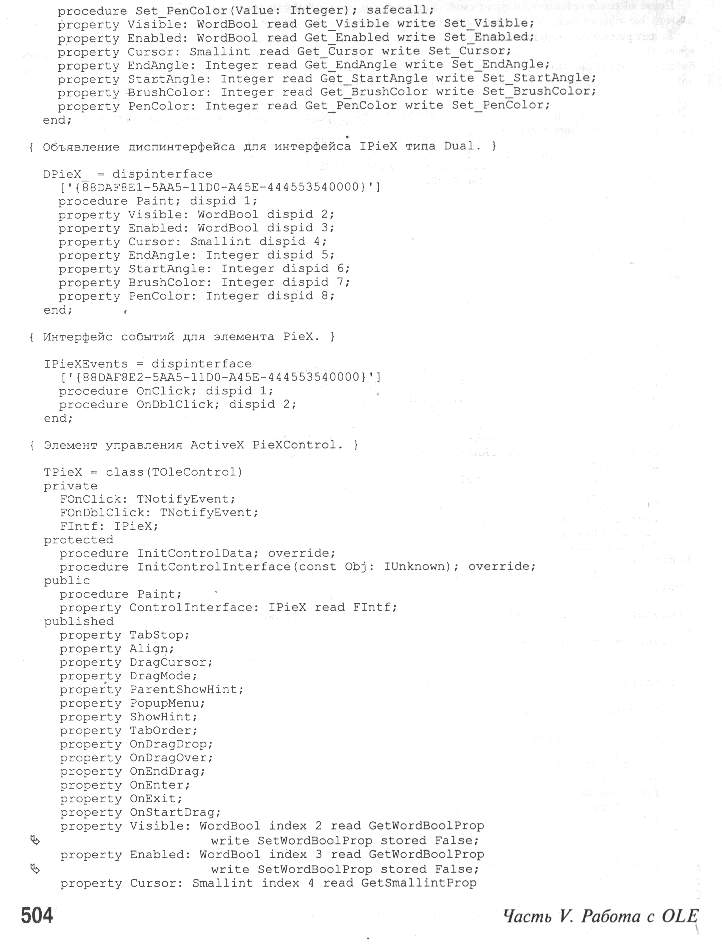 procedure Set_PenColor(Value: Integer); safecall;
property Visible: WordBool read Get_Visible write Set_Visible;
property Enabled: WordBool read Get_Enabled write Set_Enabled;
property Cursor: Smallint read Get_Cursor write Set_Cursor;
property EndAngle: Integer read Get_EndAngle write Set_EndAngle;
property StartAngle: Integer read Get_StartAngle write Set_StartAngle;
property BrushColor: Integer read Get_BrushColor write Set_BrushColor;
property PenColor: Integer read Get_PenColor write Set_PenColor;
end;
{ Объявление диспинтерфейса для интерфейса IPieX типа Dual. }
DPieX_ = dispinterface
['{88DAF8E1-5AA5-11D0-A45E-444553540000}']
procedure Paint; dispid 1;
property Visible: WordBool dispid 2;
property Enabled: WordBool dispid 3;
property Cursor: Smallint dispid 4;
property EndAngle: Integer dispid 5;
property StartAngle: Integer dispid 6;
property BrushColor: Integer dispid 7;
property PenColor: Integer dispid 8;
end;
{ Интерфейс событий для элемента PieX. }
IPieXEvents = dispinterface
['{88DAF8E2-5AA5-11D0-A45E-444553540000}']
procedure OnClick; dispid 1;
procedure OnDblClick; dispid 2;
end;
{ Элемент управления ActiveX PieXControl. }
TPieX = class(TOleControl)
private
FOnClick: TNotifyEvent;
FOnDblClick: TNotifyEvent;
FIntf: IPieX;
protected
procedure InitControlData; override;
procedure InitControlInterface(const Obj: IUnknown); override;
public
procedure Paint;
property ControlInterface: IPieX read FIntf;
published
property TabStop;
property Align;
property DragCursor;
property DragMode;
property ParentShowHint;
property PopupMenu;
property ShowHint;
property TabOrder;
property OnDragDrop;
property OnDragOver;
property OnEndDrag;
property OnEnter;
property OnExit;
property OnStartDrag;
property Visible: WordBool index 2 read GetWordBoolProp
write SetWordBoolProp stored False;
property Enabled: WordBool index 3 read GetWordBoolProp
write SetWordBoolProp stored False;
property Cursor: Smallint index 4 read GetSmallintProp
504 Часть V. Работа с OLE